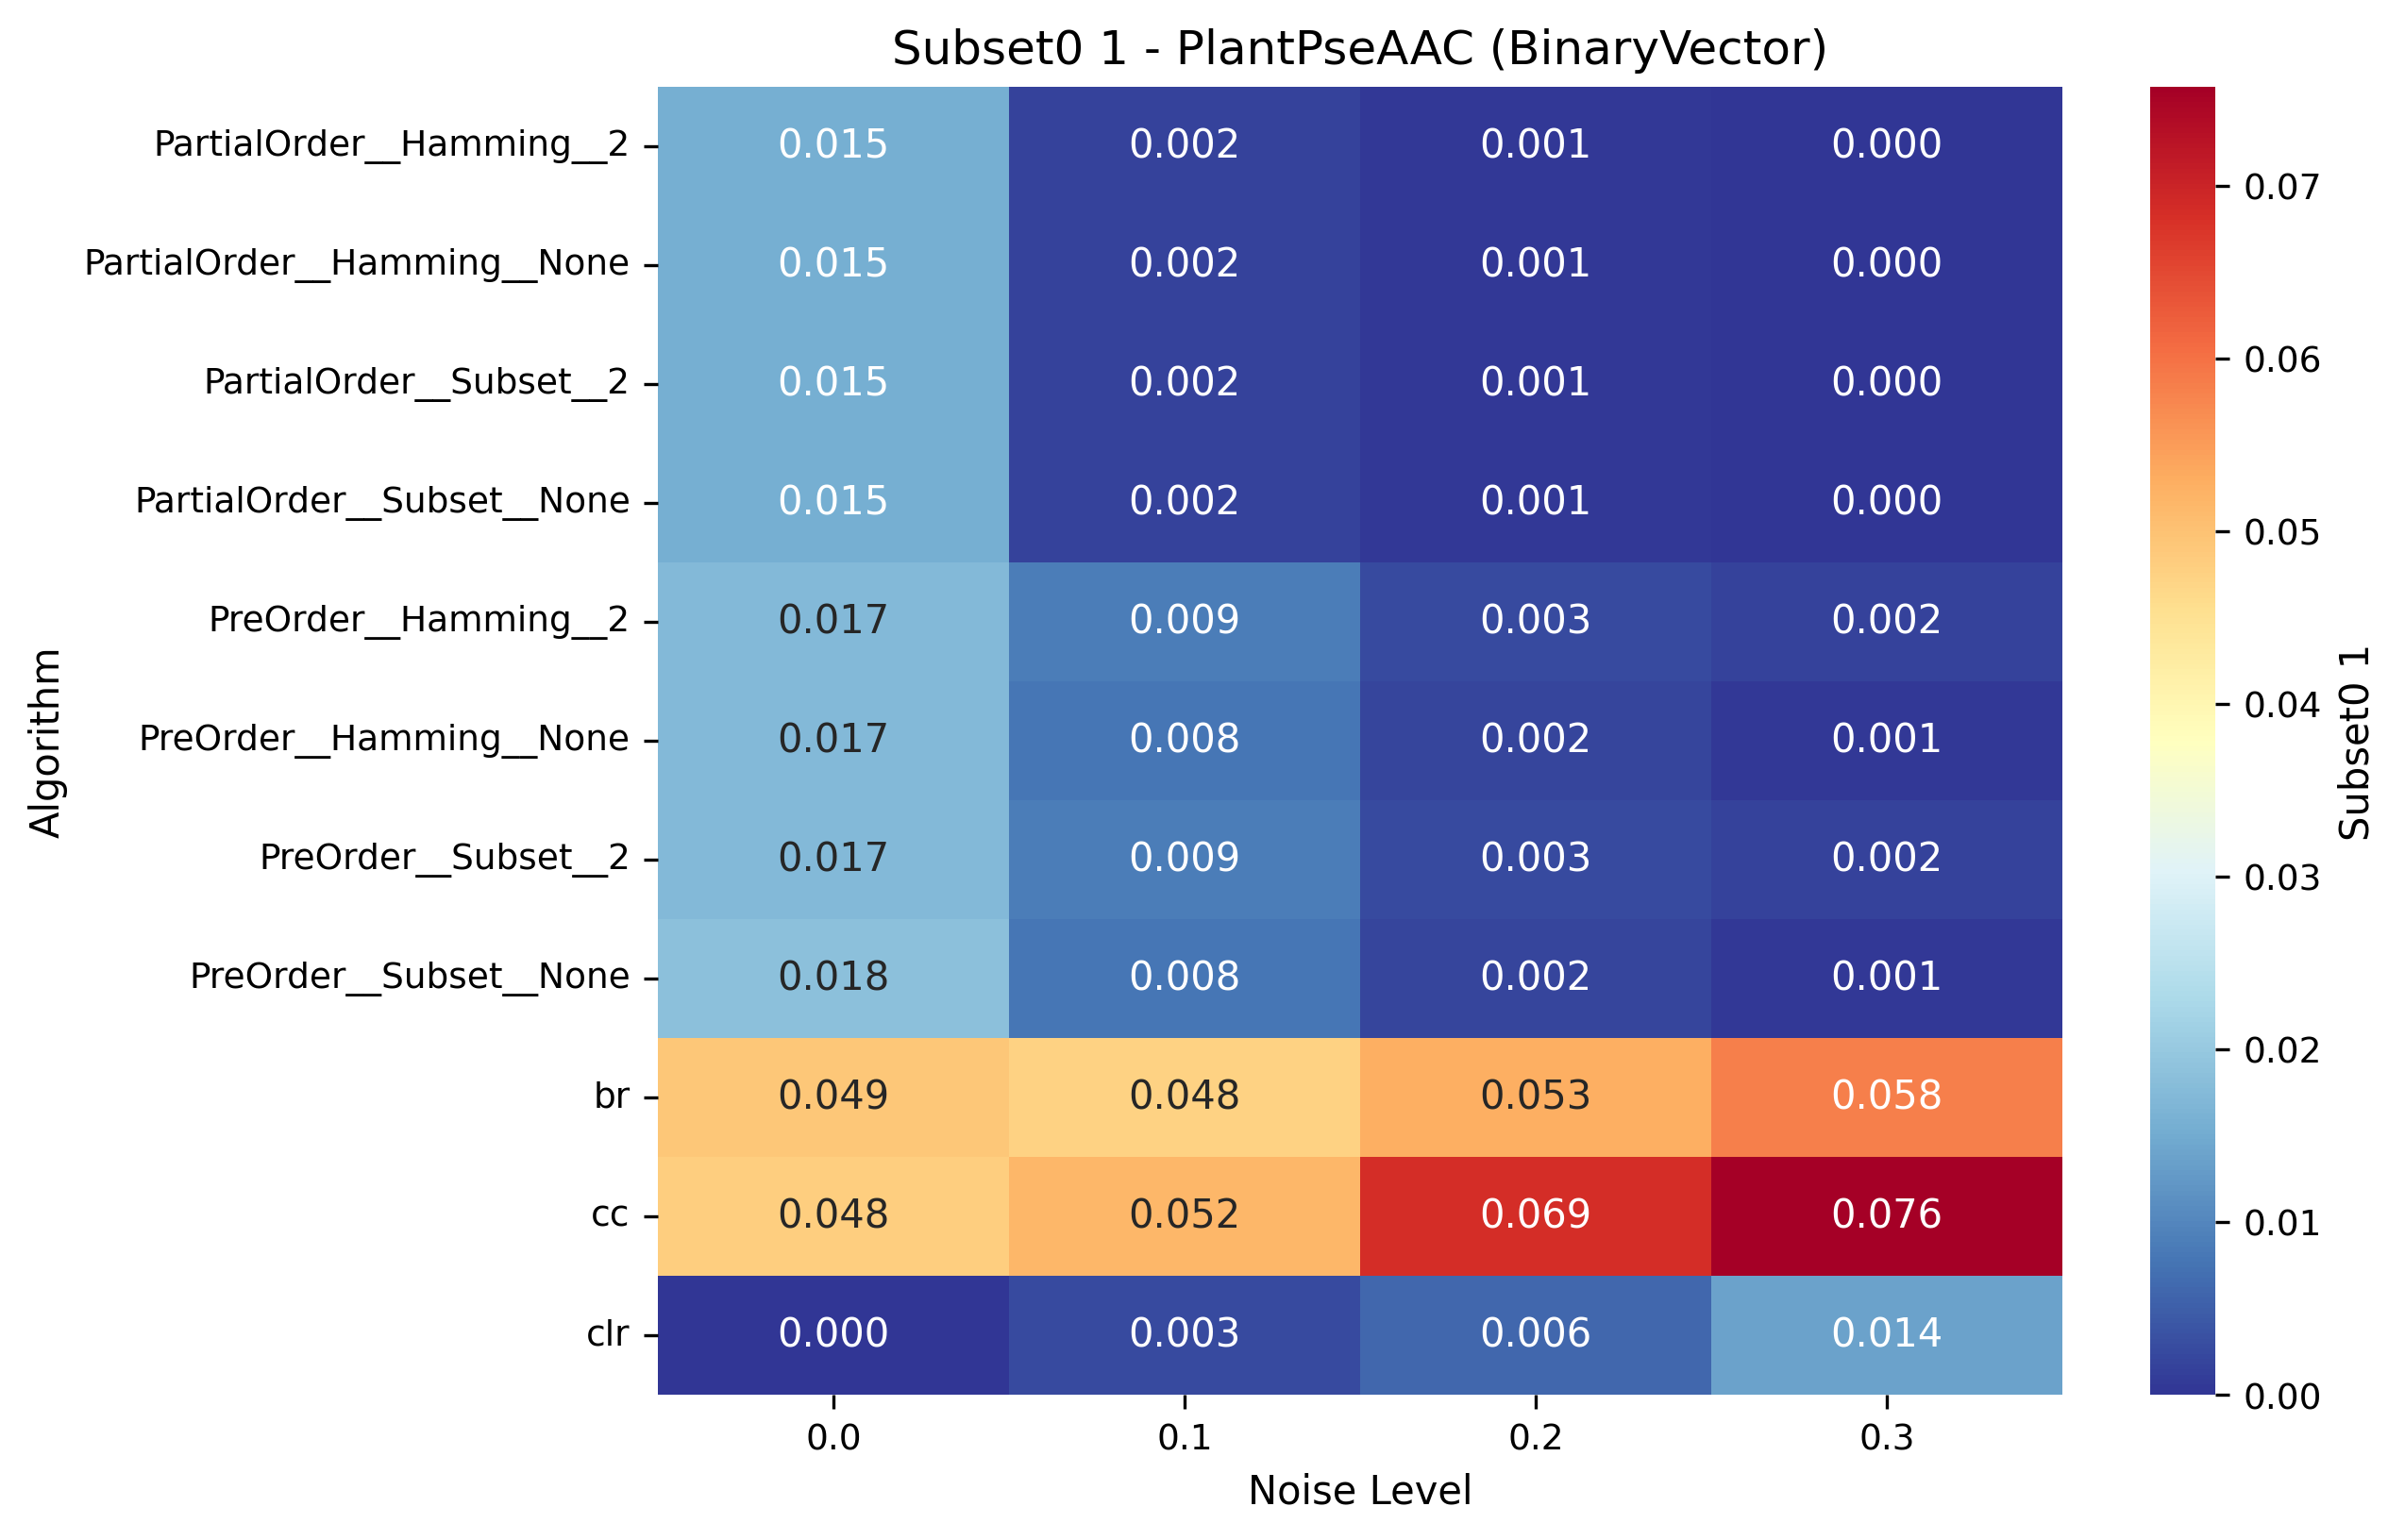 Subset0 1 - PlantPseAAC (BinaryVector)
PartialOrder__Hamming__2 0.015 0.002 0.001 0.000
PartialOrder__Hamming__None 0.015 0.002 0.001 0.000
PartialOrder__Subset__2 0.015 0.002 0.001 0.000
PartialOrder__Subset__None 0.015 0.002 0.001 0.000
PreOrder__Hamming__2 0.017 0.009 0.003 0.002
PreOrder__Hamming__None 0.017 0.008 0.002 0.001
PreOrder__Subset__2 0.017 0.009 0.003 0.002
PreOrder__Subset__None 0.018 0.008 0.002 0.001
br 0.049 0.048 0.053 0.058
cc 0.048 0.052 0.069 0.076
clr 0.000 0.003 0.006 0.014
0.0 0.1 0.2 0.3
Noise Level
Algorithm
0.07
0.06
0.05
0.04
0.03
0.02
0.01
0.00
Subset0 1